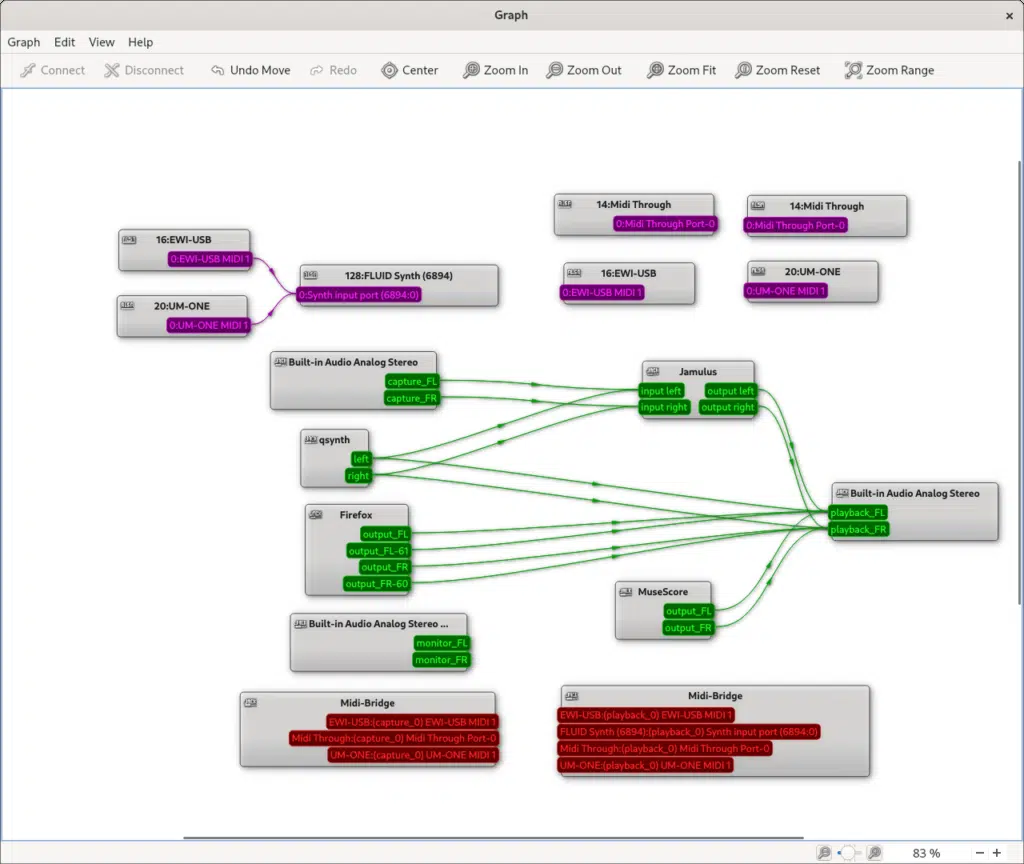 Graph
Graph Edit View Help
Connect Disconnect Undo Move Redo Center Zoom In Zoom Out Zoom Fit Zoom Reset Zoom Range
14:Midi Through
0:Midi Through Port-0
14:Midi Through
0:Midi Through Port-0
16:EWI-USB
0:EWI-USB MIDI 1
128:FLUID Synth (6894)
0:Synth input port (6894:0)
16:EWI-USB
0:EWI-USB MIDI 1
20:UM-ONE
0:UM-ONE MIDI 1
20:UM-ONE
0:UM-ONE MIDI 1
Built-in Audio Analog Stereo
capture_FL
capture_FR
Jamulus
input left output left
input right output right
qsynth
left
right
Built-in Audio Analog Stereo
playback_FL
playback_FR
Firefox
output_FL
output_FL-61
output_FR
output_FR-60
MuseScore
output_FL
output_FR
Built-in Audio Analog Stereo ...
monitor_FL
monitor_FR
Midi-Bridge
EWI-USB:(capture_0) EWI-USB MIDI 1
Midi Through:(capture_0) Midi Through Port-0
UM-ONE:(capture_0) UM-ONE MIDI 1
Midi-Bridge
EWI-USB:(playback_0) EWI-USB MIDI 1
FLUID Synth (6894):(playback_0) Synth input port (6894:0)
Midi Through:(playback_0) Midi Through Port-0
UM-ONE:(playback_0) UM-ONE MIDI 1
83 %